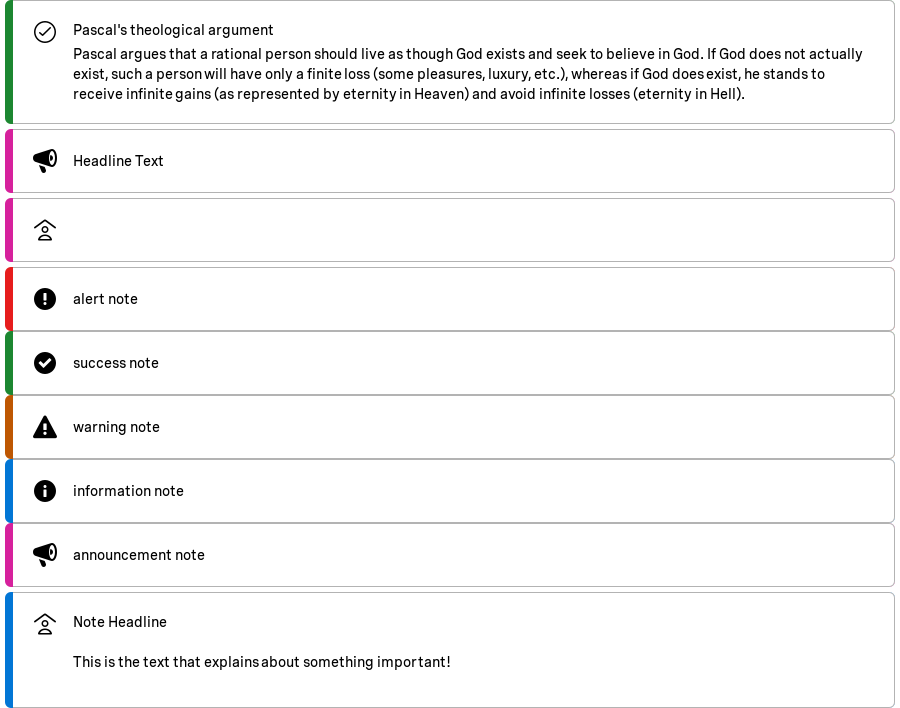 Pascal's theological argument
Pascal argues that a rational person should live as though God exists and seek to believe in God. If God does not actually
exist, such a person will have only a finite loss (some pleasures, luxury, etc.), whereas if God does exist, he stands to
receive infinite gains (as represented by eternity in Heaven) and avoid infinite losses (eternity in Hell).
Headline Text
alert note
success note
warning note
information note
announcement note
Note Headline
This is the text that explains about something important!